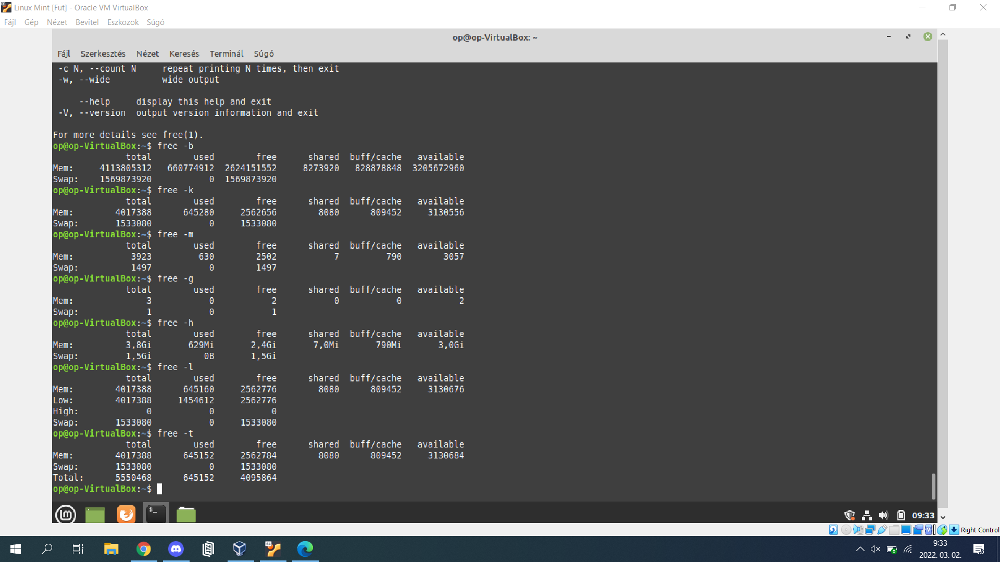 Linux Mint [Fut] - Oracle VM VirtualBox
Fájl Gép Nézet Bevitel Eszközök Súgó
op@op-VirtualBox: ~
Fájl Szerkesztés Nézet Keresés Terminál Súgó
-c N, --count N     repeat printing N times, then exit
-w, --wide          wide output
--help     display this help and exit
-V, --version  output version information and exit
For more details see free(1).
op@op-VirtualBox:~$ free -b
total        used        free      shared  buff/cache   available
Mem:     4113805312   660774912  2624151552     8273920   828878848  3205672960
Swap:    1569873920           0  1569873920
op@op-VirtualBox:~$ free -k
total        used        free      shared  buff/cache   available
Mem:        4017388      645280     2562656        8080      809452     3130556
Swap:       1533080           0     1533080
op@op-VirtualBox:~$ free -m
total        used        free      shared  buff/cache   available
Mem:           3923         630        2502           7         790        3057
Swap:          1497           0        1497
op@op-VirtualBox:~$ free -g
total        used        free      shared  buff/cache   available
Mem:              3           0           2           0           0           2
Swap:             1           0           1
op@op-VirtualBox:~$ free -h
total        used        free      shared  buff/cache   available
Mem:          3,8Gi       629Mi       2,4Gi       7,0Mi       790Mi       3,0Gi
Swap:         1,5Gi          0B       1,5Gi
op@op-VirtualBox:~$ free -l
total        used        free      shared  buff/cache   available
Mem:        4017388      645160     2562776        8080      809452     3130676
Low:        4017388     1454612     2562776
High:             0           0           0
Swap:       1533080           0     1533080
op@op-VirtualBox:~$ free -t
total        used        free      shared  buff/cache   available
Mem:        4017388      645152     2562784        8080      809452     3130684
Swap:       1533080           0     1533080
Total:      5550468      645152     4095864
op@op-VirtualBox:~$
09:33
Right Control
9:33
2022. 03. 02.